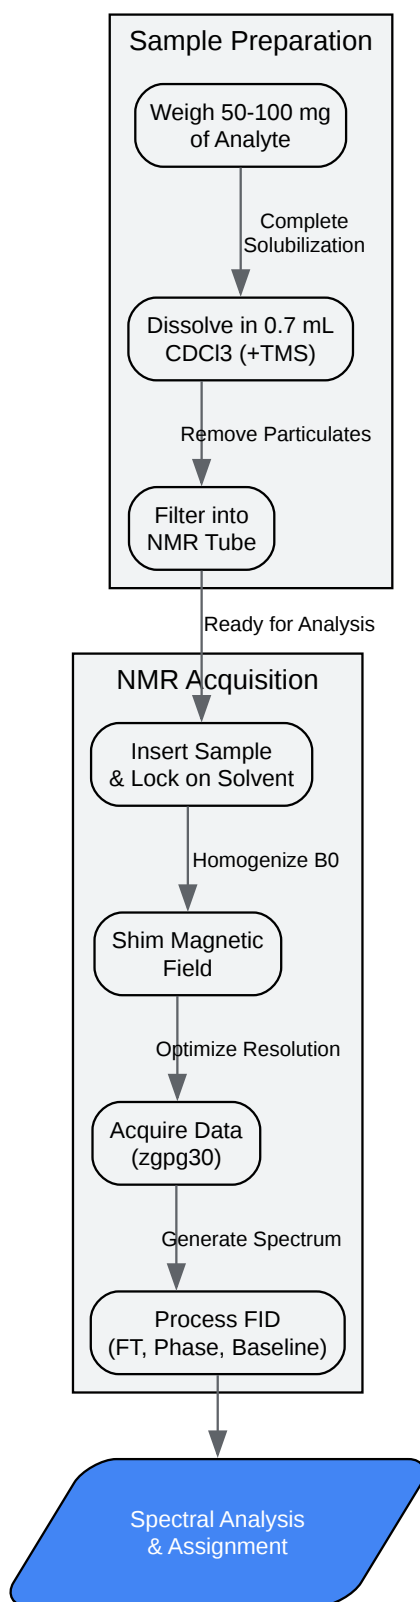 Sample Preparation
Weigh 50-100 mg
of Analyte
Complete
Solubilization
Dissolve in 0.7 mL
CDCl3 (+TMS)
Remove Particulates
Filter into
NMR Tube
Ready for Analysis
NMR Acquisition
Insert Sample
& Lock on Solvent
Homogenize B0
Shim Magnetic
Field
Optimize Resolution
Acquire Data
(zgpg30)
Generate Spectrum
Process FID
(FT, Phase, Baseline)
Spectral Analysis
& Assignment